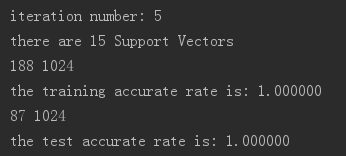 iteration number: 5
there are 15 Support Vectors
188 1024
the training accurate rate is: 1.000000
87 1024
the test accurate rate is: 1.000000